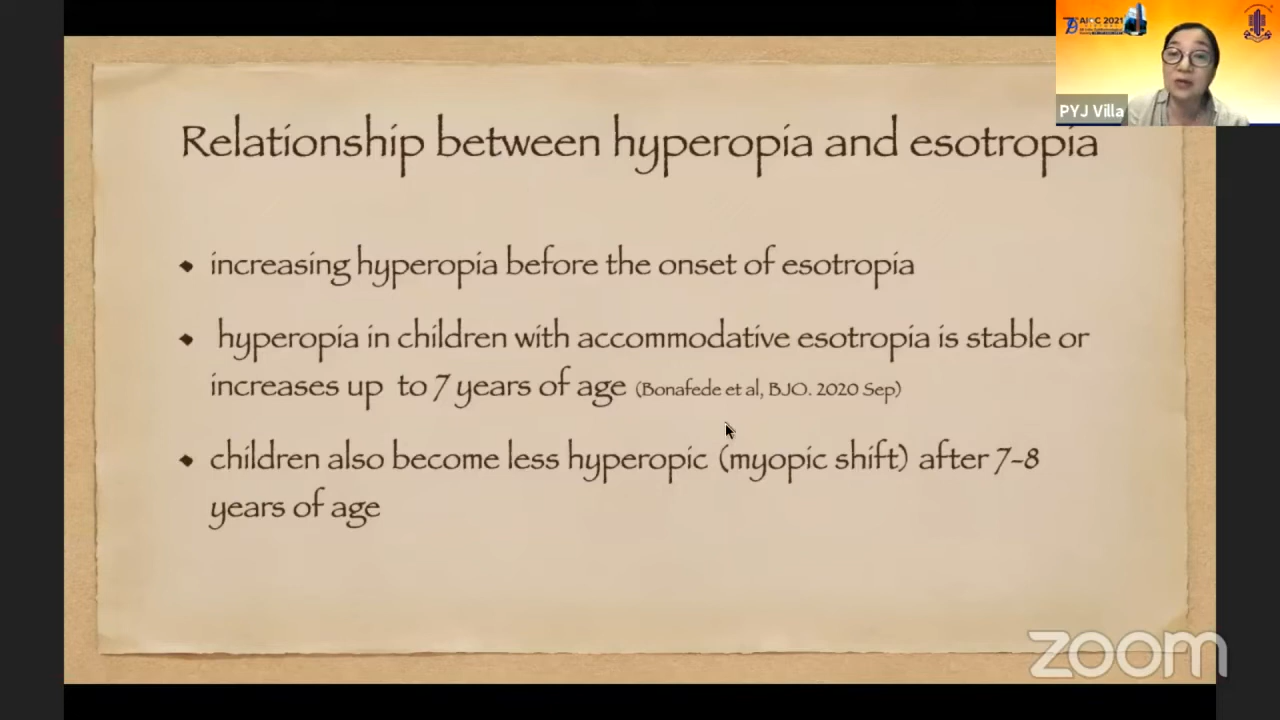 AIOC 2021
PYJ Villa
Relationship between hyperopia and esotropia
increasing hyperopia before the onset of esotropia
hyperopia in children with accommodative esotropia is stable or
increases up to 7 years of age (Bonafede et al, BJO. 2020 Sep)
children also become less hyperopic (myopic shift) after 7-8
years of age
zoom